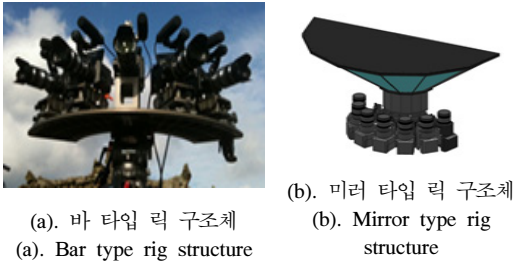 (a). 바 타입 릭 구조체
(a). Bar type rig structure
(b). 미러 타입 릭 구조체
(b). Mirror type rig
structure